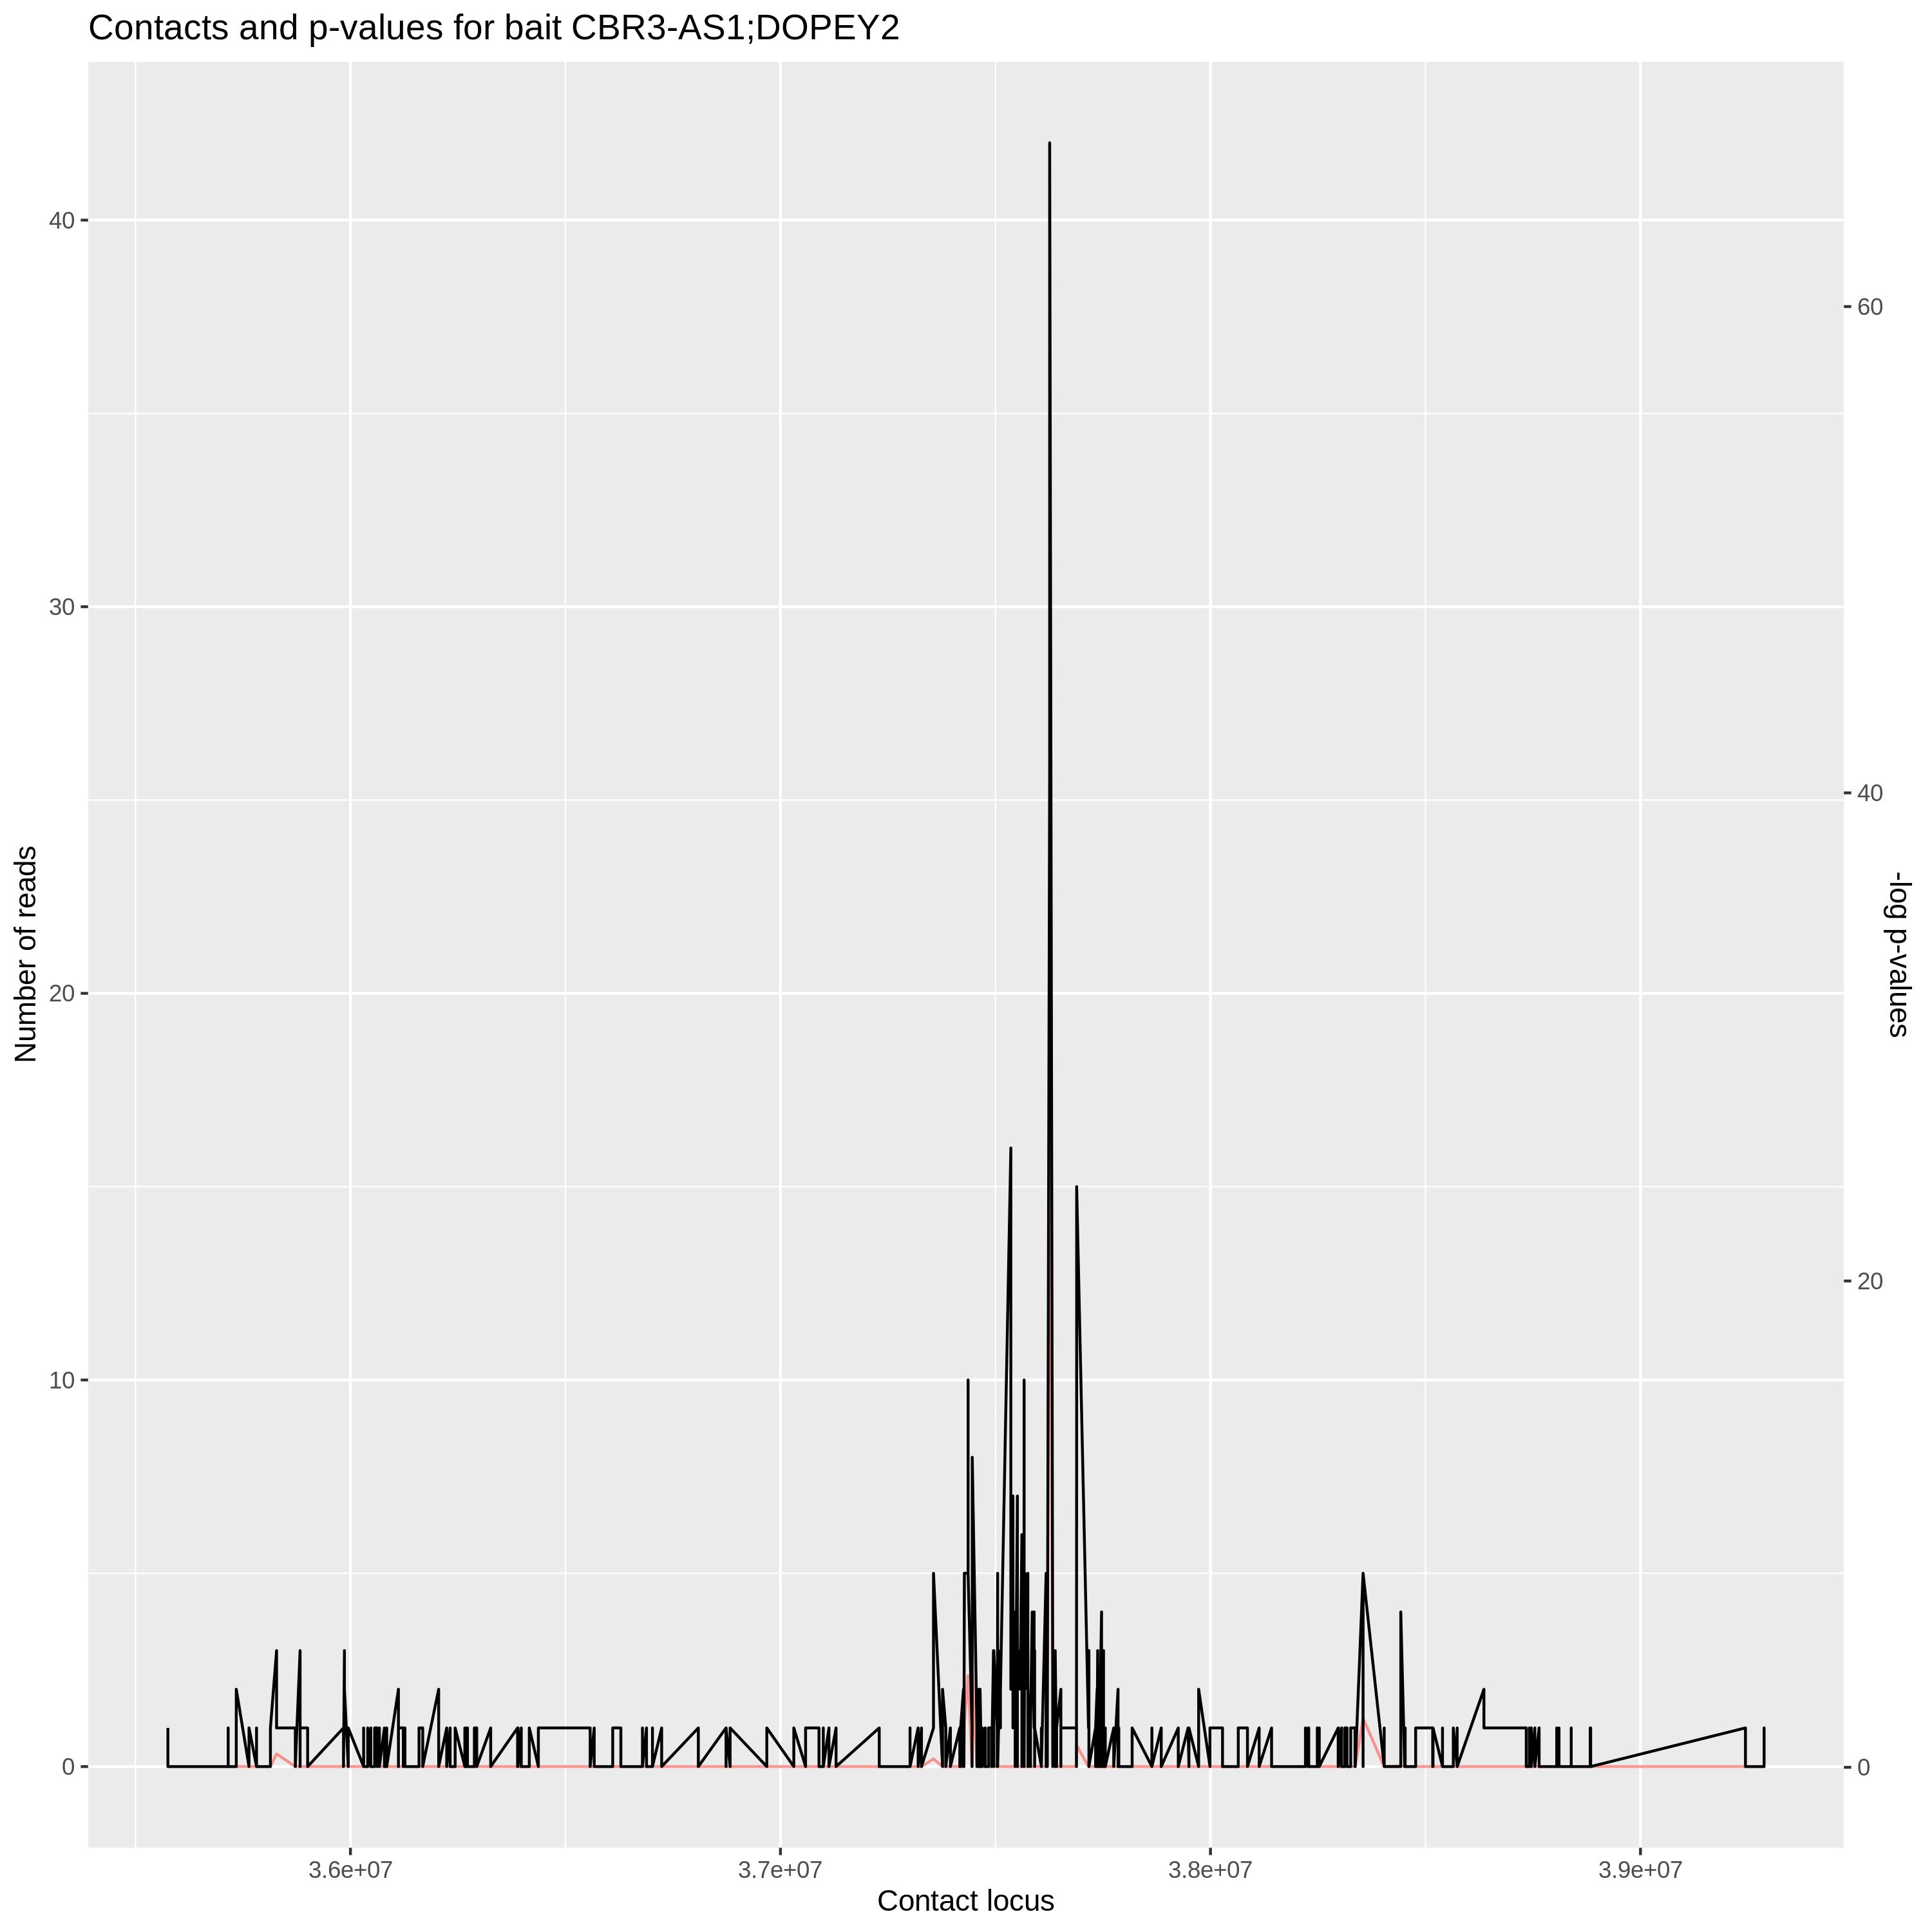 Contacts and p-values for bait CBR3-AS1;DOPEY2
40
30
20
10
0
Number of reads
60
40
20
0
-log p-values
3.6e+07
3.7e+07
3.8e+07
3.9e+07
Contact locus